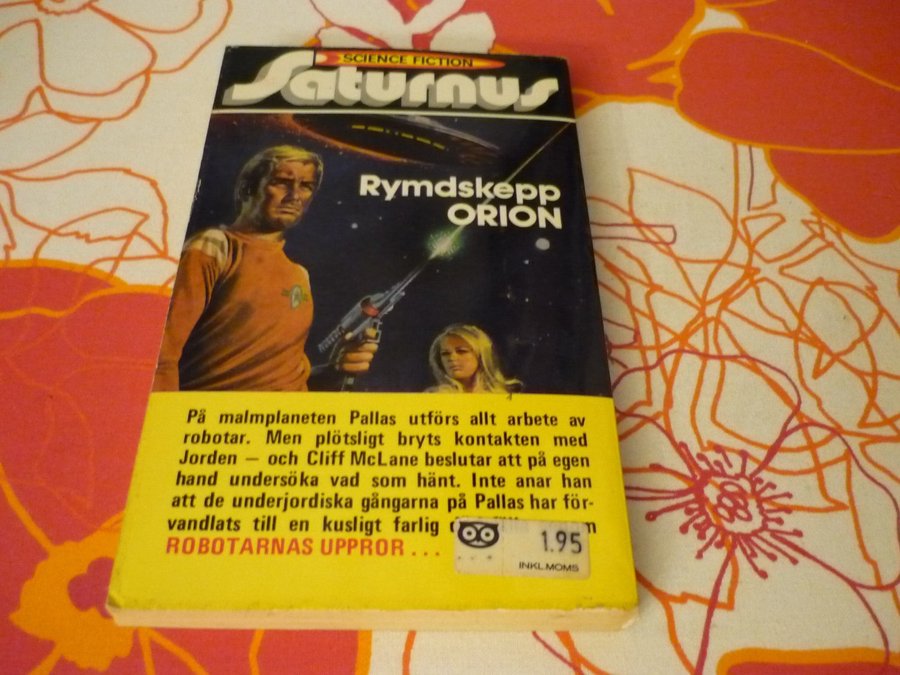 SCIENCE FICTION
Saturnus
Rymdskepp
ORION
På malmplaneten Pallas utförs allt arbete av
robotar. Men plötsligt bryts kontakten med
Jorden – och Cliff McLane beslutar att på egen
hand undersöka vad som hänt. Inte anar han
att de underjordiska gångarna på Pallas har för-
vandlats till en kusligt farlig
ROBOTARNAS UPPROR ...
1.95
INKL.MOMS